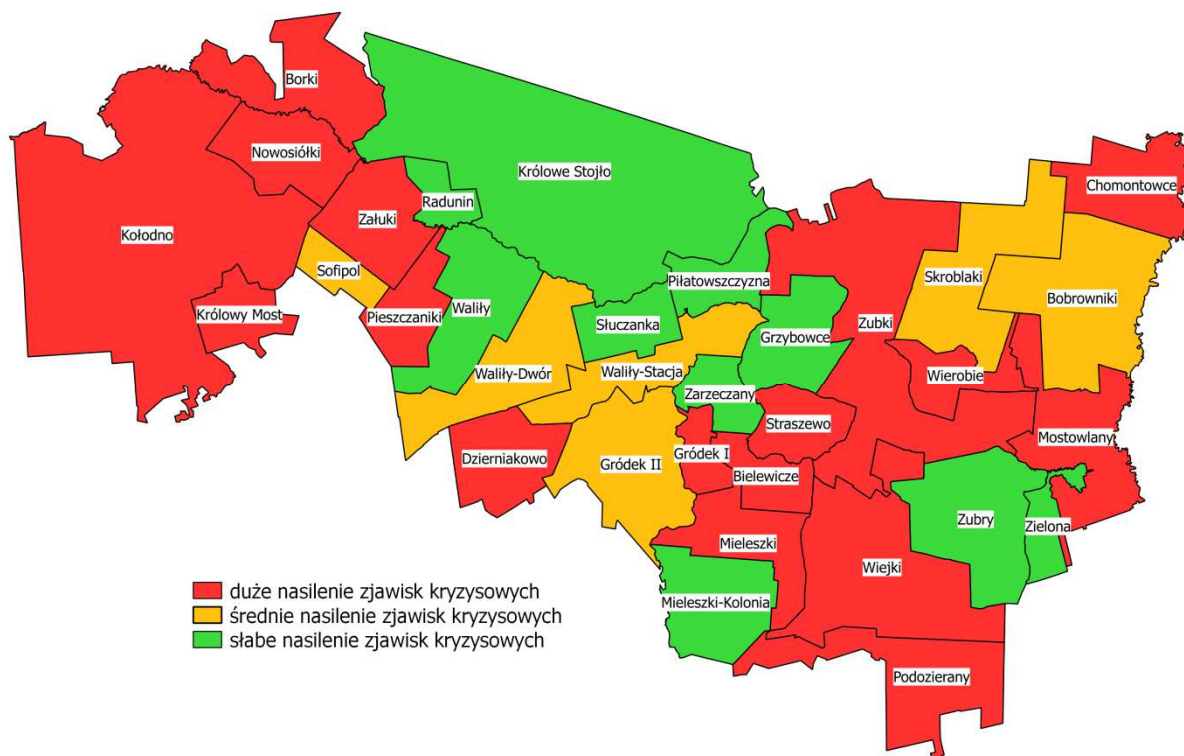 Borki
Nowosiółki
Królowe Stojło
Chomontowce
Radunin
Załuki
Kołodno
Sofipol
Piłatowszczyzna
Skroblaki
Bobrowniki
Królowy Most
Pieszczaniki
Waliły
Słuczanka
Grzybowce
Zubki
Waliły-Dwór
Waliły-Stacja
Wierobie
Zarzeczany
Straszewo
Mostowlany
Dzierniakowo
Gródek II
Gródek I
Bielewicze
Zubry
Zielona
Mieleszki
Wiejki
Mieleszki-Kolonia
Podozierany
duże nasilenie zjawisk kryzysowych
średnie nasilenie zjawisk kryzysowych
słabe nasilenie zjawisk kryzysowych